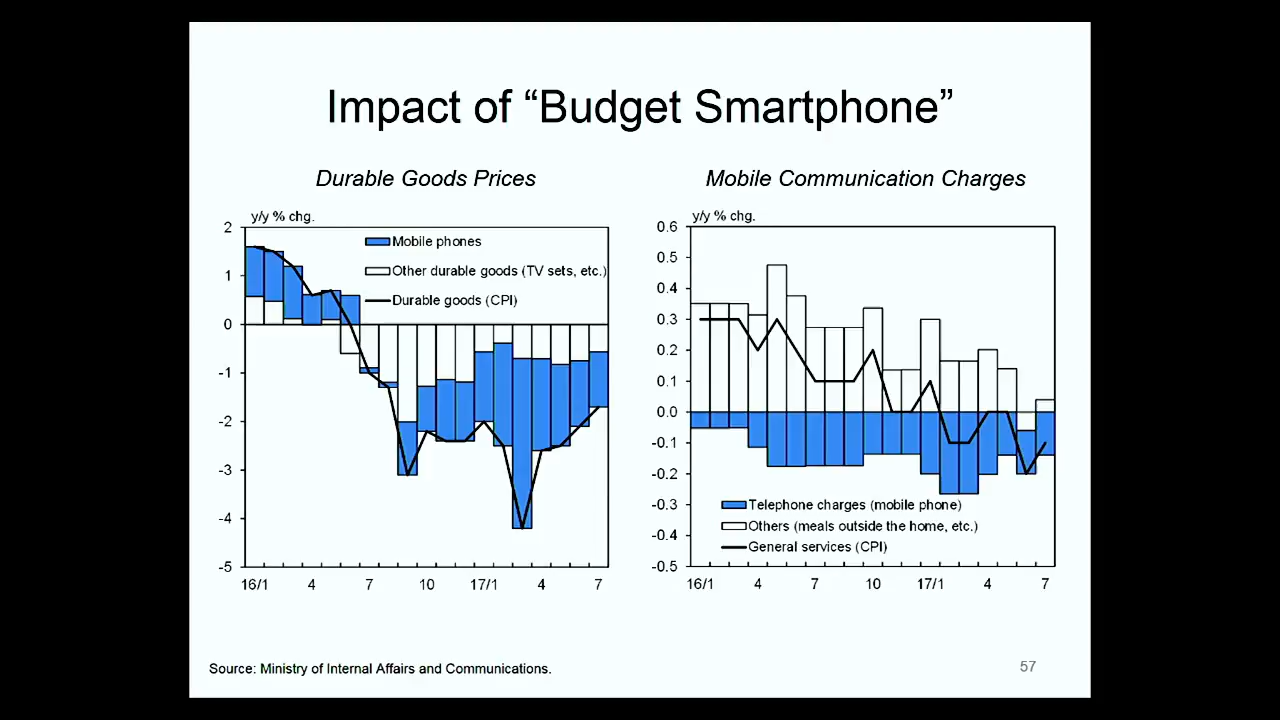 Impact of “Budget Smartphone”
Durable Goods Prices
y/y % chg.
2
1
0
-1
-2
-3
-4
-5
Mobile phones
Other durable goods (TV sets, etc.)
Durable goods (CPI)
16/1 4 7 10 17/1 4 7
Mobile Communication Charges
y/y % chg.
0.6
0.5
0.4
0.3
0.2
0.1
0.0
-0.1
-0.2
-0.3
-0.4
-0.5
Telephone charges (mobile phone)
Others (meals outside the home, etc.)
General services (CPI)
16/1 4 7 10 17/1 4 7
Source: Ministry of Internal Affairs and Communications.
57